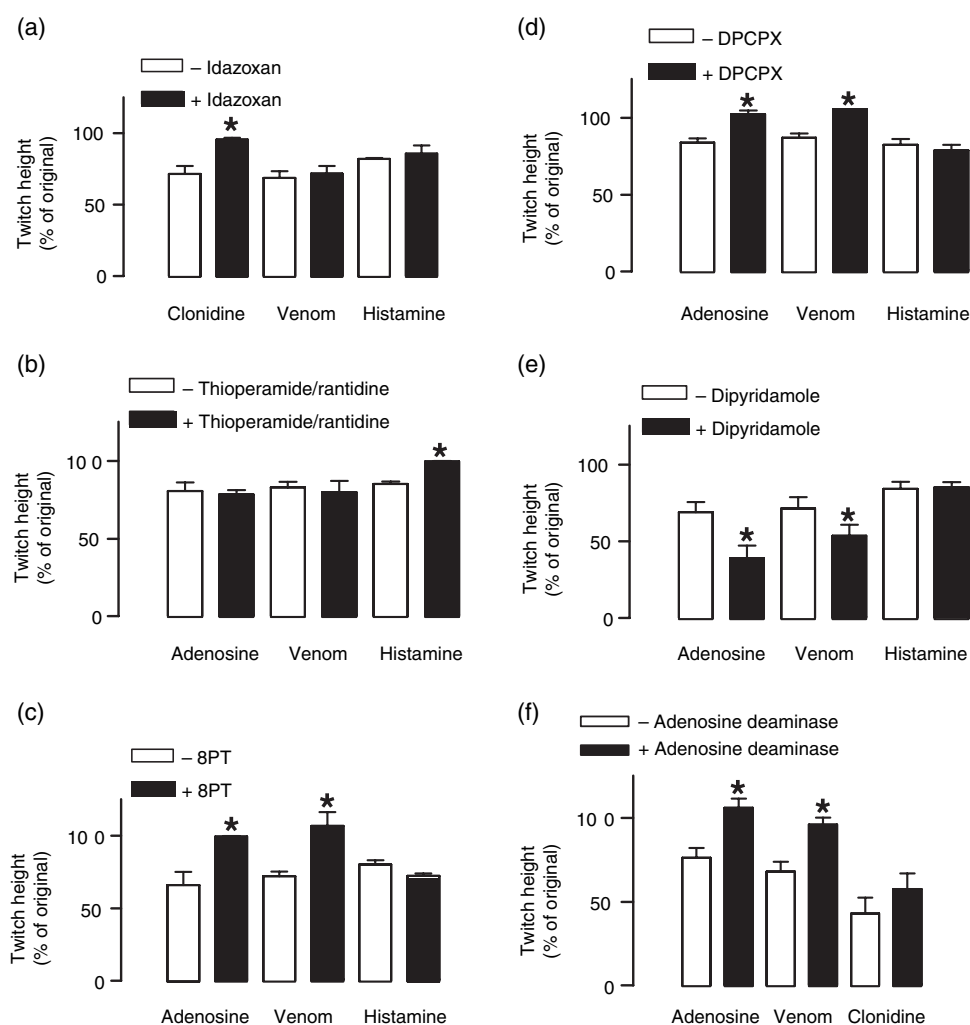 (a)
– Idazoxan
+ Idazoxan
*
100
50
0
Twitch height
(% of original)
Clonidine Venom Histamine
(b)
– Thioperamide/rantidine
+ Thioperamide/rantidine
*
10 0
50
0
Twitch height
(% of original)
Adenosine Venom Histamine
(c)
– 8PT
+ 8PT
* *
10 0
50
0
Twitch height
(% of original)
Adenosine Venom Histamine
(d)
– DPCPX
+ DPCPX
* *
100
50
0
Twitch height
(% of original)
Adenosine Venom Histamine
(e)
– Dipyridamole
+ Dipyridamole
100
* *
50
0
Twitch height
(% of original)
Adenosine Venom Histamine
(f)
– Adenosine deaminase
+ Adenosine deaminase
* *
10 0
50
0
Twitch height
(% of original)
Adenosine Venom Clonidine